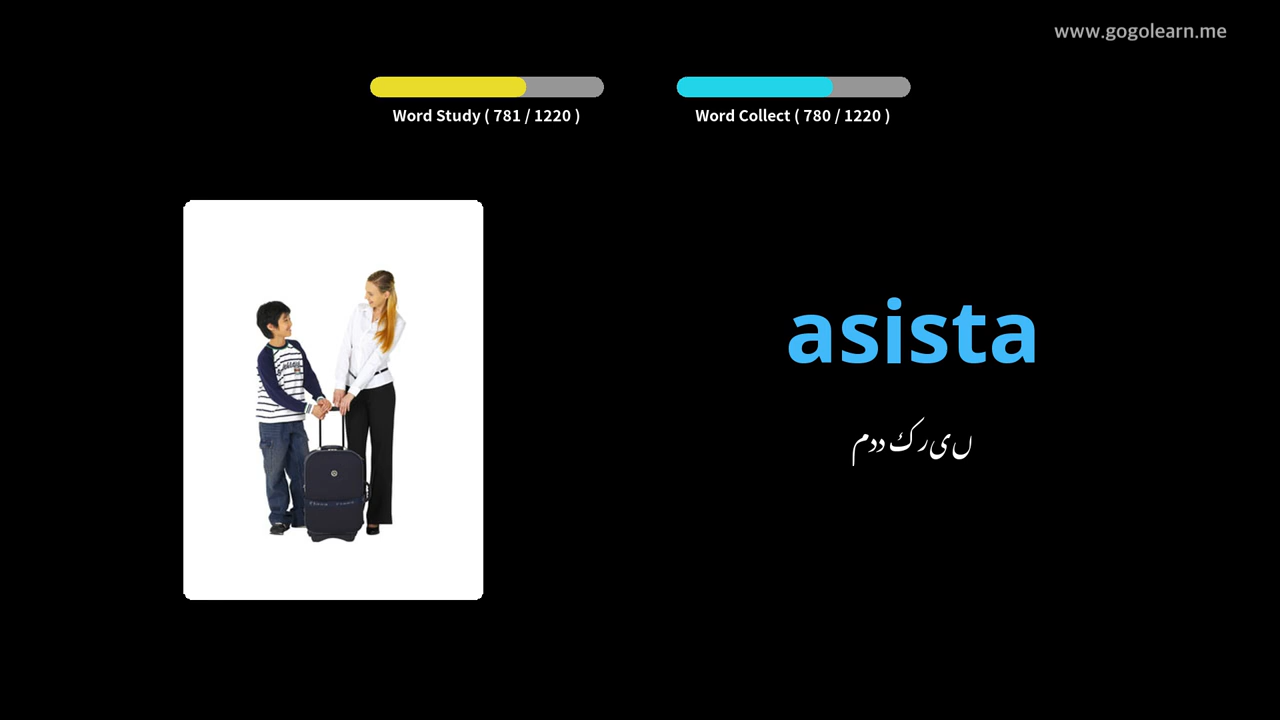 www.gogolearn.me
Word Study ( 781 / 1220 )
Word Collect ( 780 / 1220 )
asista
مدد کریں